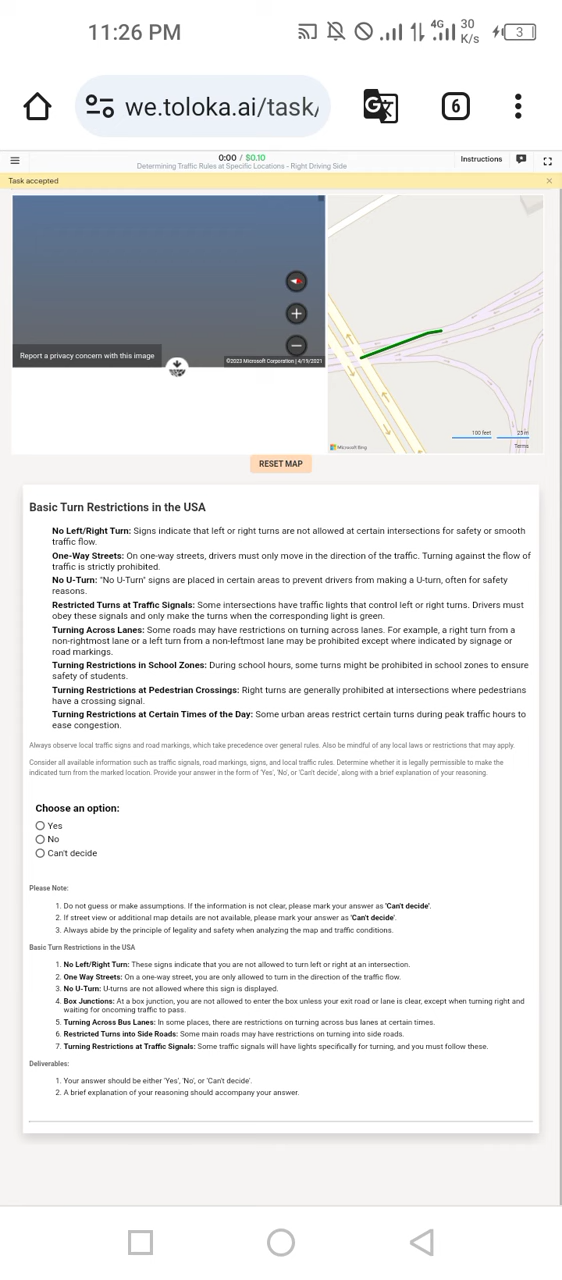 11:26 PM
4G
30
K/s
3
we.toloka.ai/task/
6
0:00 / $0.10
Determining Traffic Rules at Specific Locations - Right Driving Side
Instructions
Task accepted
Report a privacy concern with this image
©2023 Microsoft Corporation | 4/19/2021
100 feet
25 m
Microsoft Bing
Terms
RESET MAP
Basic Turn Restrictions in the USA
No Left/Right Turn: Signs indicate that left or right turns are not allowed at certain intersections for safety or smooth
traffic flow.
One-Way Streets: On one-way streets, drivers must only move in the direction of the traffic. Turning against the flow of
traffic is strictly prohibited.
No U-Turn: "No U-Turn" signs are placed in certain areas to prevent drivers from making a U-turn, often for safety
reasons.
Restricted Turns at Traffic Signals: Some intersections have traffic lights that control left or right turns. Drivers must
obey these signals and only make the turns when the corresponding light is green.
Turning Across Lanes: Some roads may have restrictions on turning across lanes. For example, a right turn from a
non-rightmost lane or a left turn from a non-leftmost lane may be prohibited except where indicated by signage or
road markings.
Turning Restrictions in School Zones: During school hours, some turns might be prohibited in school zones to ensure
safety of students.
Turning Restrictions at Pedestrian Crossings: Right turns are generally prohibited at intersections where pedestrians
have a crossing signal.
Turning Restrictions at Certain Times of the Day: Some urban areas restrict certain turns during peak traffic hours to
ease congestion.
Always observe local traffic signs and road markings, which take precedence over general rules. Also be mindful of any local laws or restrictions that may apply.
Consider all available information such as traffic signals, road markings, signs, and local traffic rules. Determine whether it is legally permissible to make the
indicated turn from the marked location. Provide your answer in the form of 'Yes', 'No', or 'Can't decide', along with a brief explanation of your reasoning.
Choose an option:
Yes
No
Can't decide
Please Note:
1. Do not guess or make assumptions. If the information is not clear, please mark your answer as 'Can't decide'.
2. If street view or additional map details are not available, please mark your answer as 'Can't decide'.
3. Always abide by the principle of legality and safety when analyzing the map and traffic conditions.
Basic Turn Restrictions in the USA
1. No Left/Right Turn: These signs indicate that you are not allowed to turn left or right at an intersection.
2. One Way Streets: On a one-way street, you are only allowed to turn in the direction of the traffic flow.
3. No U-Turn: U-turns are not allowed where this sign is displayed.
4. Box Junctions: At a box junction, you are not allowed to enter the box unless your exit road or lane is clear, except when turning right and
waiting for oncoming traffic to pass.
5. Turning Across Bus Lanes: In some places, there are restrictions on turning across bus lanes at certain times.
6. Restricted Turns into Side Roads: Some main roads may have restrictions on turning into side roads.
7. Turning Restrictions at Traffic Signals: Some traffic signals will have lights specifically for turning, and you must follow these.
Deliverables:
1. Your answer should be either 'Yes', 'No', or 'Can't decide'.
2. A brief explanation of your reasoning should accompany your answer.